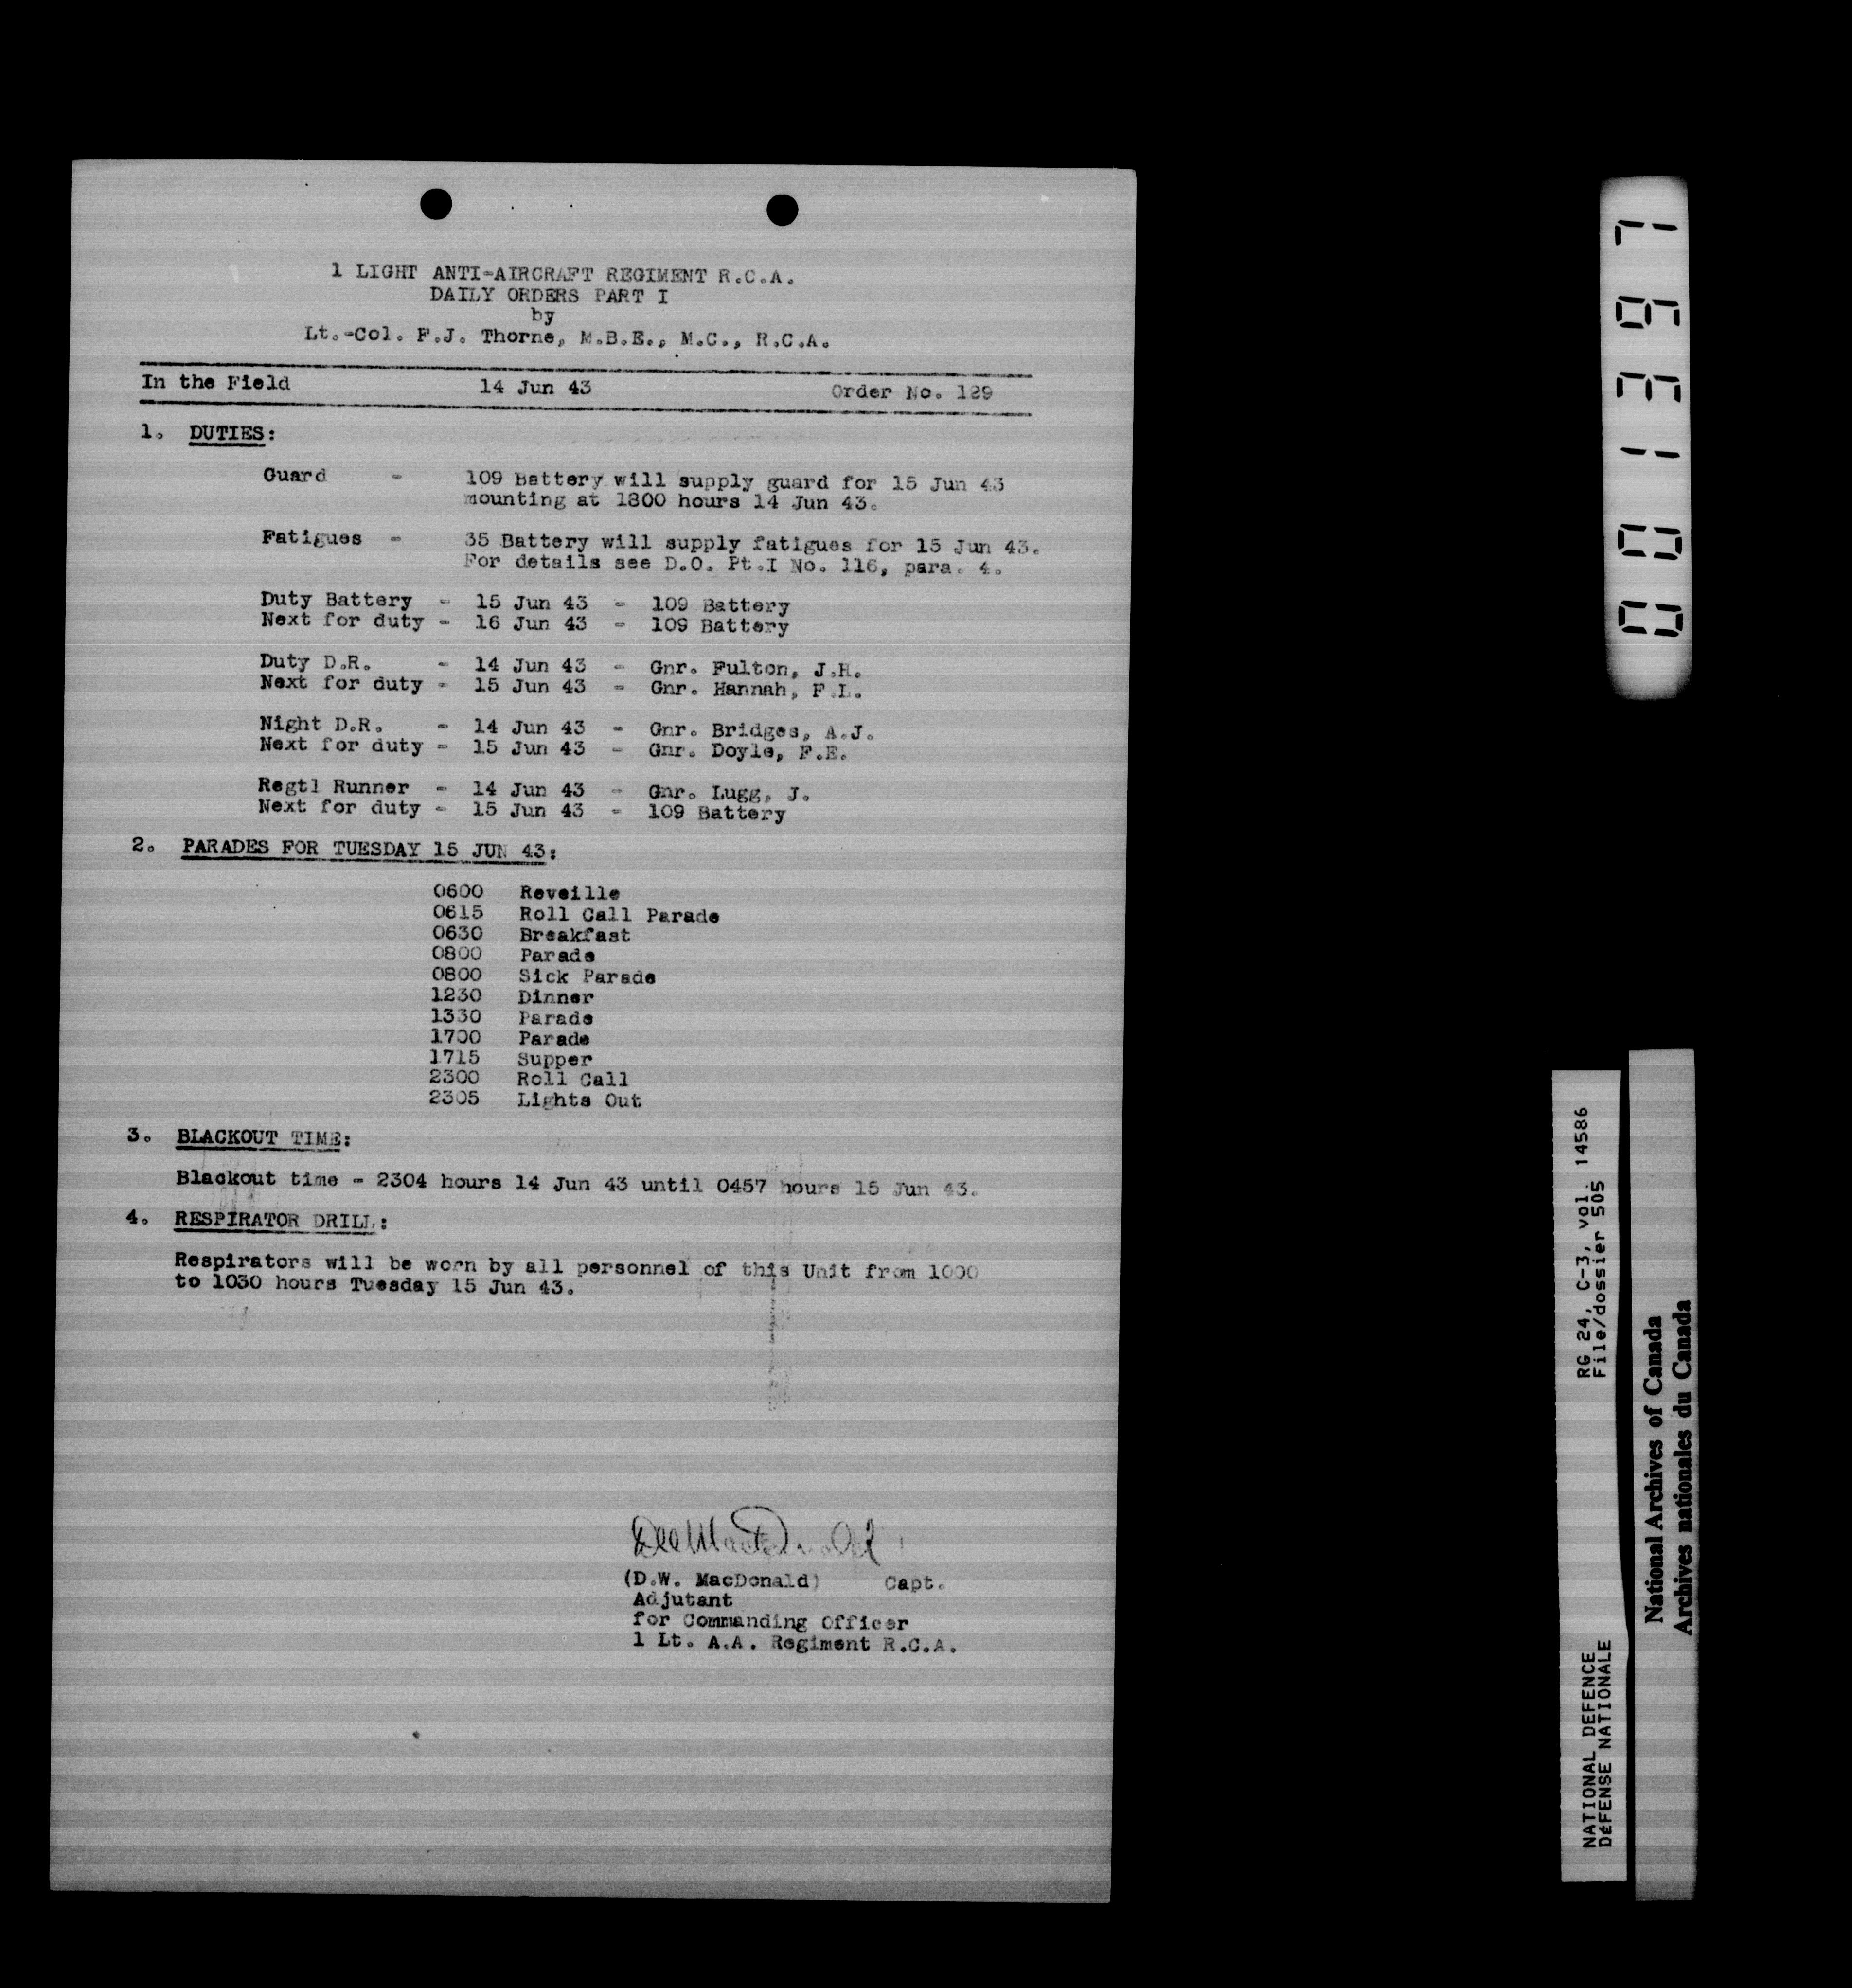 1 LIGHT ANTI-AIRCRAFT REGIMENT R.C.A.
DAILY ORDERS PART I
by
Lt.-Col. F.J. Thorne, M.B.E., M.C., R.C.A.
In the Field 14 Jun 43 Order No. 129
1. DUTIES:
Guard - 109 Battery will supply guard for 15 Jun 43
mounting at 1800 hours 14 Jun 43.
Fatigues - 35 Battery will supply fatigues for 15 Jun 43.
For details see D.O. Pt.I No. 116, para. 4.
Duty Battery - 15 Jun 43 - 109 Battery
Next for duty - 16 Jun 43 - 109 Battery
Duty D.R. - 14 Jun 43 - Gnr. Fulton, J.H.
Next for duty - 15 Jun 43 - Gnr. Hannah, F.L.
Night D.R. - 14 Jun 43 - Gnr. Bridges, A.J.
Next for duty - 15 Jun 43 - Gnr. Doyle, F.E.
Regtl Runner - 14 Jun 43 - Gnr. Lugg, J.
Next for duty - 15 Jun 43 - 109 Battery
2. PARADES FOR TUESDAY 15 JUN 43:
0600 Reveille
0615 Roll Call Parade
0630 Breakfast
0800 Parade
0800 Sick Parade
1230 Dinner
1330 Parade
1700 Parade
1715 Supper
2300 Roll Call
2305 Lights Out
3. BLACKOUT TIME:
Blackout time - 2304 hours 14 Jun 43 until 0457 hours 15 Jun 43.
4. RESPIRATOR DRILL:
Respirators will be worn by all personnel of this Unit from 1000
to 1030 hours Tuesday 15 Jun 43.
DW MacDonald
(D.W. MacDonald) Capt.
Adjutant
for Commanding Officer
1 Lt. A.A. Regiment R.C.A.
001367
NATIONAL DEFENCE RG 24, C-3, vol. 14586
DéFENSE NATIONALE File/dossier 505
National Archives of Canada
Archives nationales du Canada